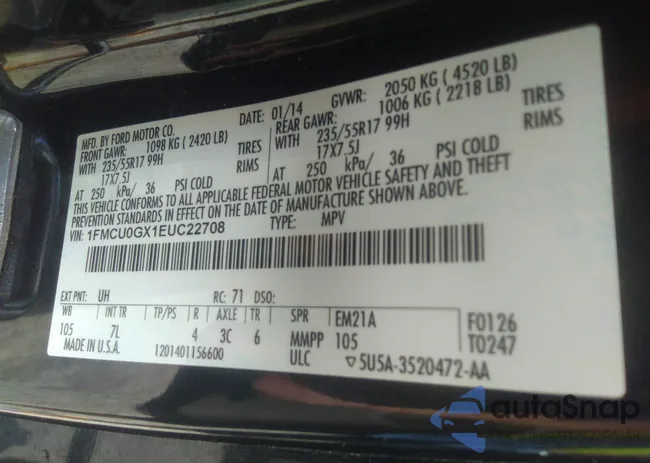 MFD. BY FORD MOTOR CO. DATE: 01/14 GVWR: 2050 KG ( 4520 LB)
FRONT GAWR: 1098 KG ( 2420 LB) REAR GAWR: 1006 KG ( 2218 LB)
WITH 235/55R17 99H TIRES WITH 235/55R17 99H TIRES
17X7.5J RIMS 17X7.5J RIMS
AT 250 kPa/ 36 PSI COLD AT 250 kPa/ 36 PSI COLD
THIS VEHICLE CONFORMS TO ALL APPLICABLE FEDERAL MOTOR VEHICLE SAFETY AND THEFT
PREVENTION STANDARDS IN EFFECT ON THE DATE OF MANUFACTURE SHOWN ABOVE.
VIN: 1FMCU0GX1EUC22708 TYPE: MPV
EXT PNT: UH RC: 71 DSO:
WB INT TR TP/PS R AXLE TR SPR EM21A F0126
105 7L 4 3C 6 MMPP 105 T0247
MADE IN U.S.A. 1201401156600 ULC 5U5A-3520472-AA
autoSnap